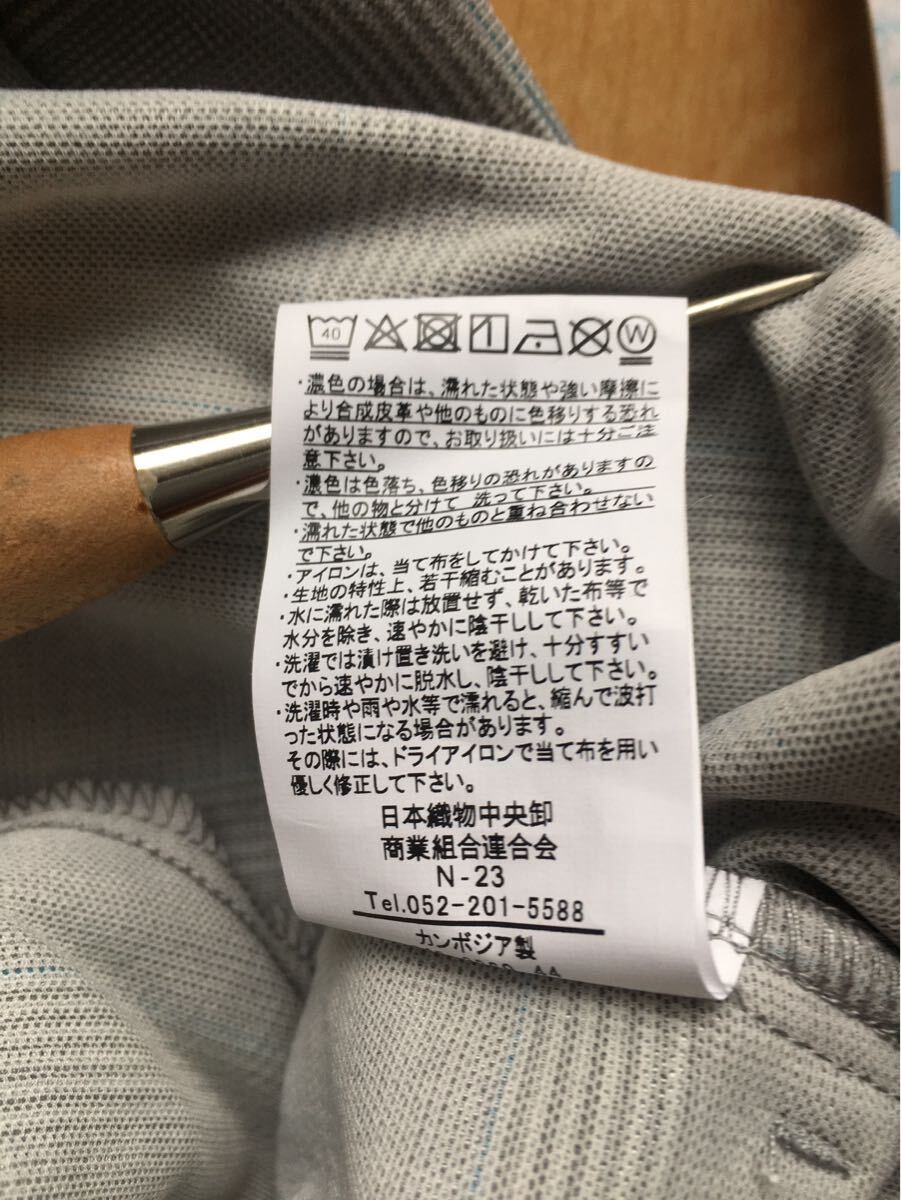 40 W
・濃色の場合は、濡れた状態や強い摩擦に
より合成皮革や他のものに色移りする恐れ
がありますので、お取り扱いには十分ご注
意下さい。
・濃色は色落ち、色移りの恐れがありますの
で、他の物と分けて 洗って下さい。
・濡れた状態で他のものと重ね合わせない
で下さい。
・アイロンは、当て布をしてかけて下さい。
・生地の特性上、若干縮むことがあります。
・水に濡れた際は放置せず、乾いた布等で
水分を除き、速やかに陰干しして下さい。
・洗濯では漬け置き洗いを避け、十分すすい
でから速やかに脱水し、陰干しして下さい。
・洗濯時や雨や水等で濡れると、縮んで波打
った状態になる場合があります。
その際には、ドライアイロンで当て布を用い
優しく修正して下さい。
日本織物中央卸
商業組合連合会
N-23
Tel.052-201-5588
カンボジア製